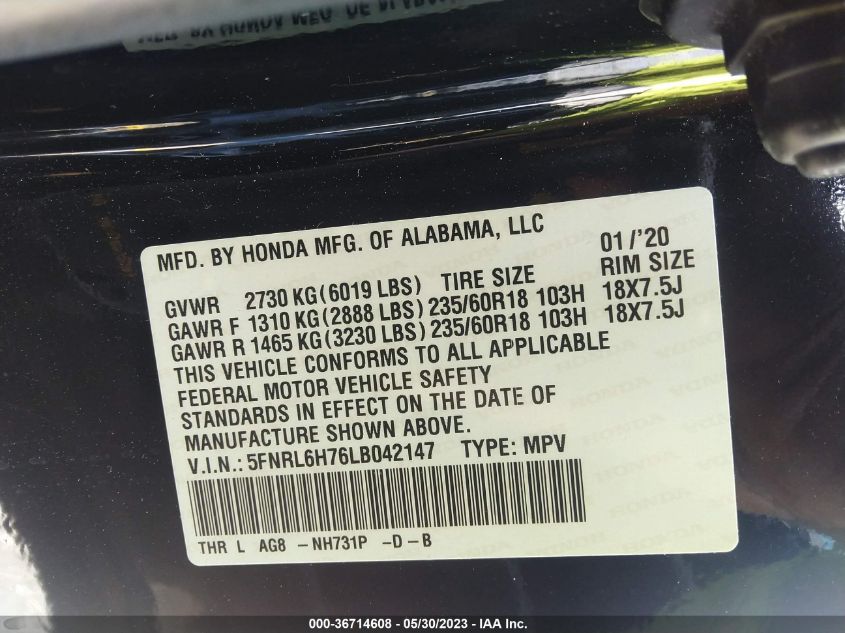 MFD. BY HONDA MFG. OF ALABAMA, LLC 01/'20
GVWR 2730 KG(6019 LBS) TIRE SIZE RIM SIZE
GAWR F 1310 KG(2888 LBS) 235/60R18 103H 18X7.5J
GAWR R 1465 KG(3230 LBS) 235/60R18 103H 18X7.5J
THIS VEHICLE CONFORMS TO ALL APPLICABLE
FEDERAL MOTOR VEHICLE SAFETY
STANDARDS IN EFFECT ON THE DATE OF
MANUFACTURE SHOWN ABOVE.
V.I.N.: 5FNRL6H76LB042147 TYPE: MPV
THR L AG8 -NH731P -D-B
000-36714608 - 05/30/2023 - IAA Inc.